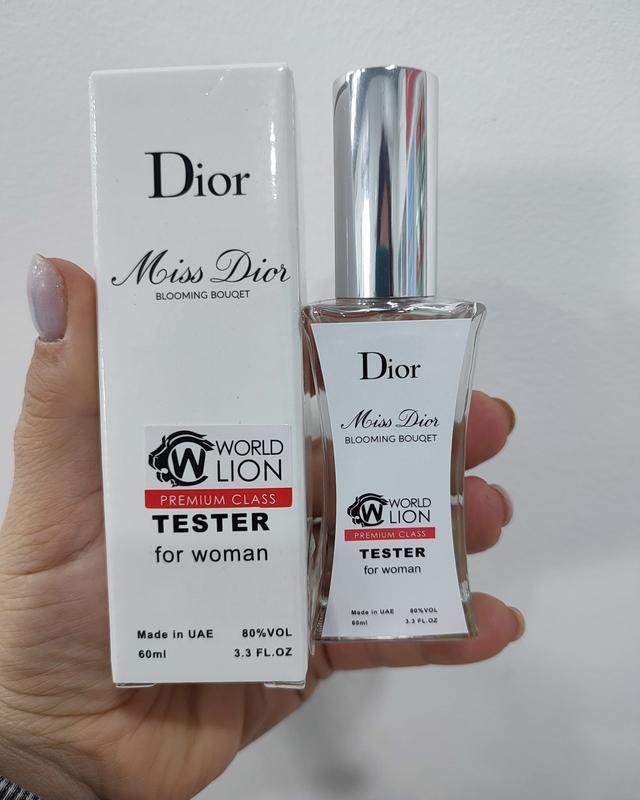 Dior
Miss Dior
BLOOMING BOUQET
W WORLD
LION
PREMIUM CLASS
TESTER
for woman
Made in UAE 80%VOL
60ml 3.3 FL.OZ
Dior
Miss Dior
BLOOMING BOUQET
W WORLD
LION
PREMIUM CLASS
TESTER
for woman
Made in UAE 80%VOL
60ml 3.3 FL.OZ